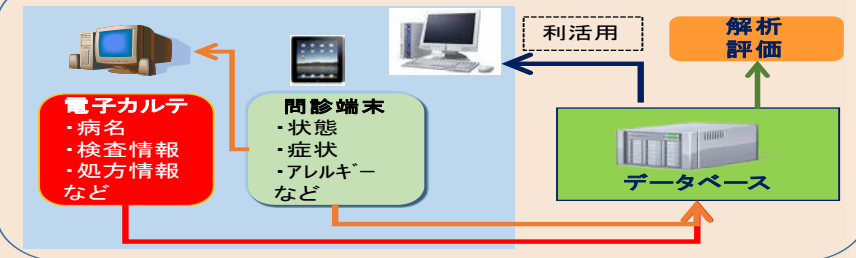 利活用
解析
評価
電子カルテ
・病名
・検査情報
・処方情報
など
問診端末
・状態
・症状
・アレルギー
など
データベース